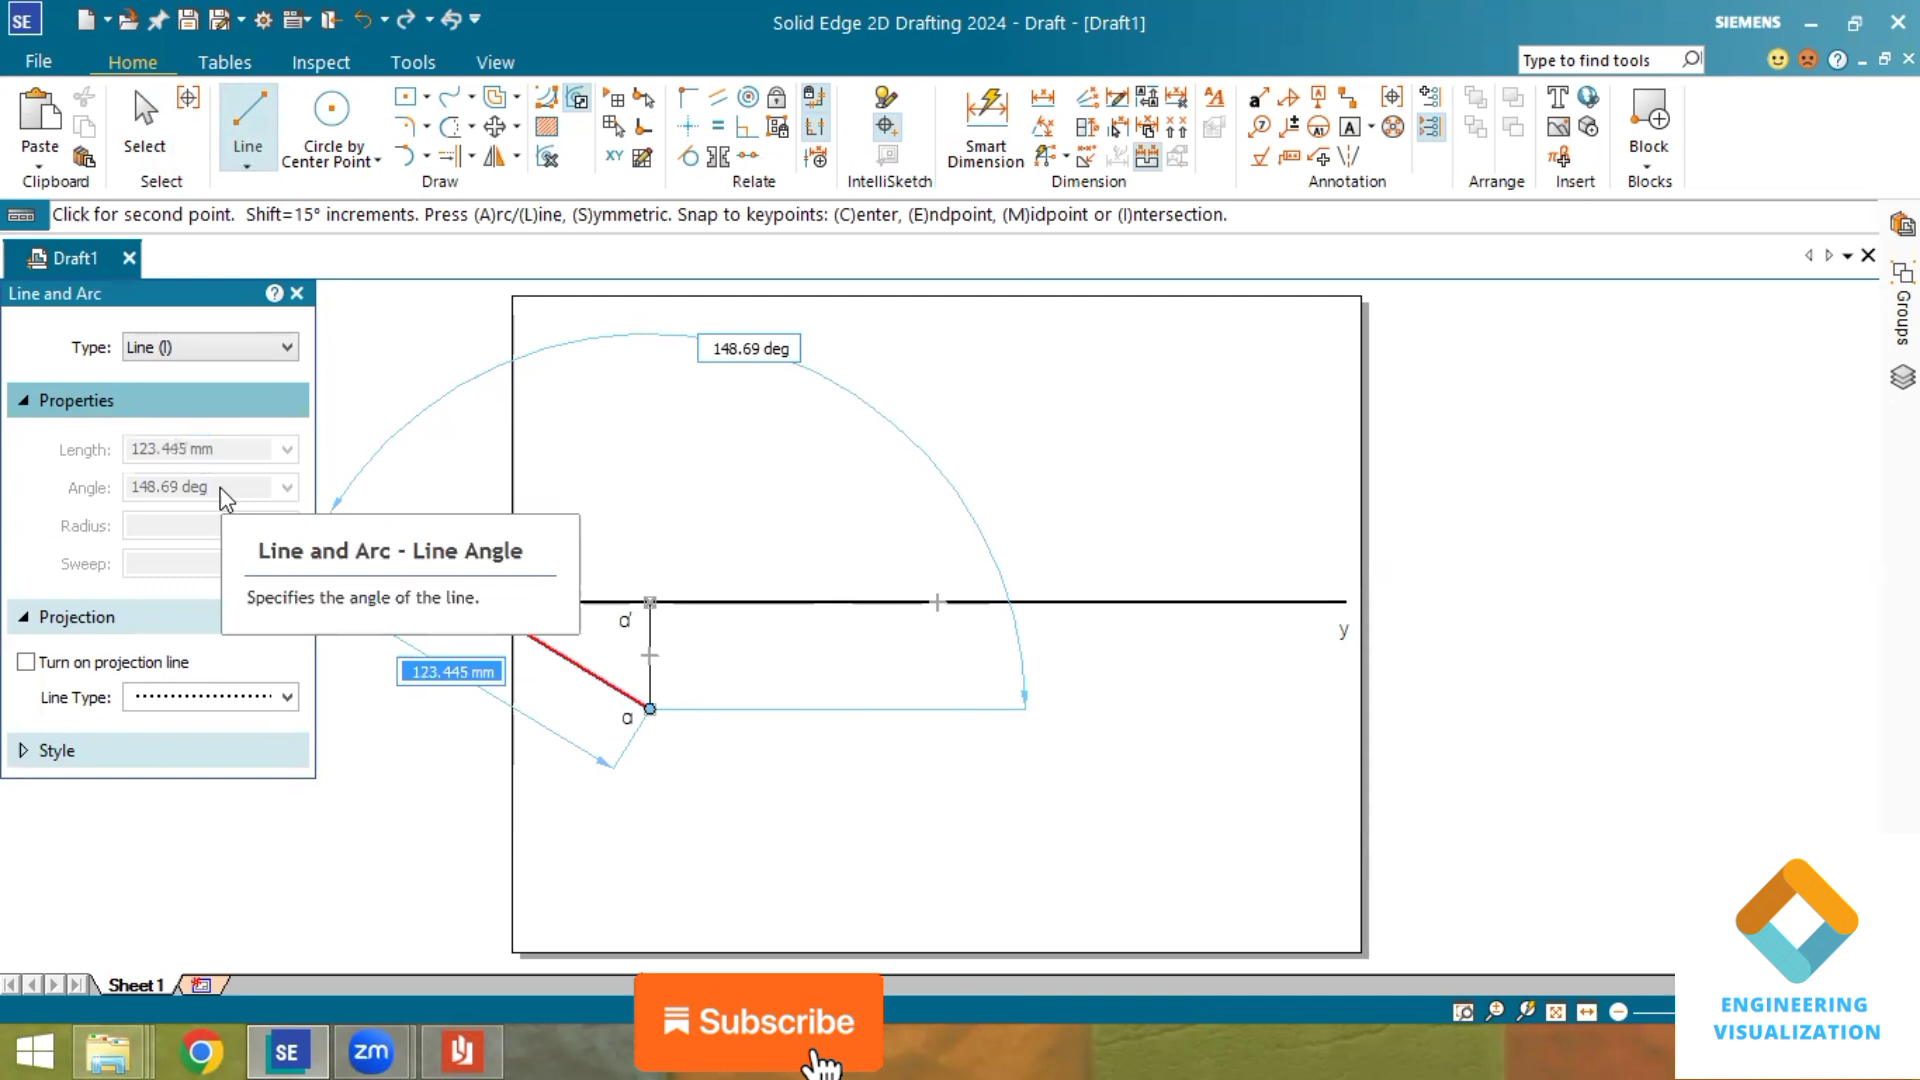 SE
Solid Edge 2D Drafting 2024 - Draft - [Draft1]
SIEMENS
File
Home
Tables
Inspect
Tools
View
Type to find tools
Paste
Select
Line
Circle by
Center Point
XY
Smart
Dimension
Block
Clipboard
Select
Draw
Relate
IntelliSketch
Dimension
Annotation
Arrange
Insert
Blocks
Click for second point. Shift=15° increments. Press (A)rc/(L)ine, (S)ymmetric. Snap to keypoints: (C)enter, (E)ndpoint, (M)idpoint or (I)ntersection.
Draft1
Line and Arc
Type: Line (l)
Properties
Length: 123.445 mm
Angle: 148.69 deg
Radius:
Sweep:
Line and Arc - Line Angle
Specifies the angle of the line.
Projection
Turn on projection line
Line Type:
Style
148.69 deg
a'
y
123.445 mm
a
Groups
Sheet1
Subscribe
SE
zm
ENGINEERING
VISUALIZATION